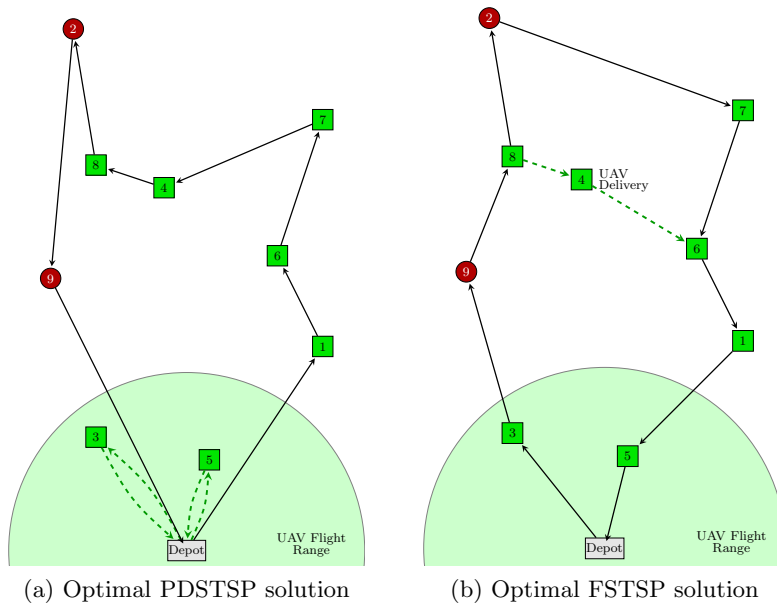 2
7
8
4
6
9
1
3
5
UAV Flight
Range
Depot
(a) Optimal PDSTSP solution
2
7
8
4
UAV
Delivery
6
9
1
3
5
UAV Flight
Range
Depot
(b) Optimal FSTSP solution